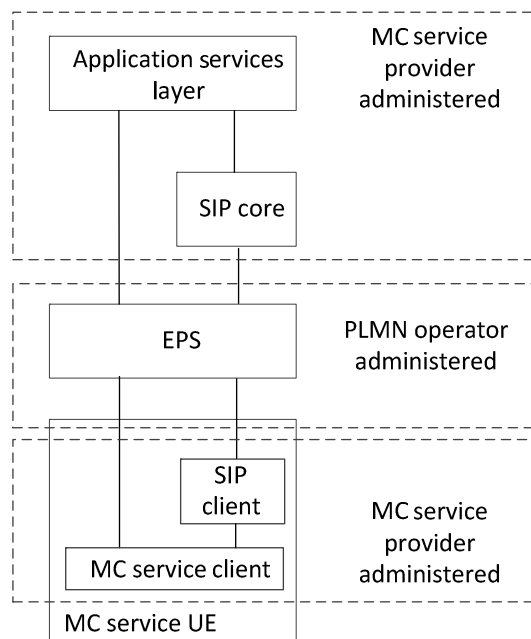 Application services
layer
MC service
provider
administered
SIP core
EPS
PLMN operator
administered
SIP
client
MC service client
MC service
provider
administered
MC service UE